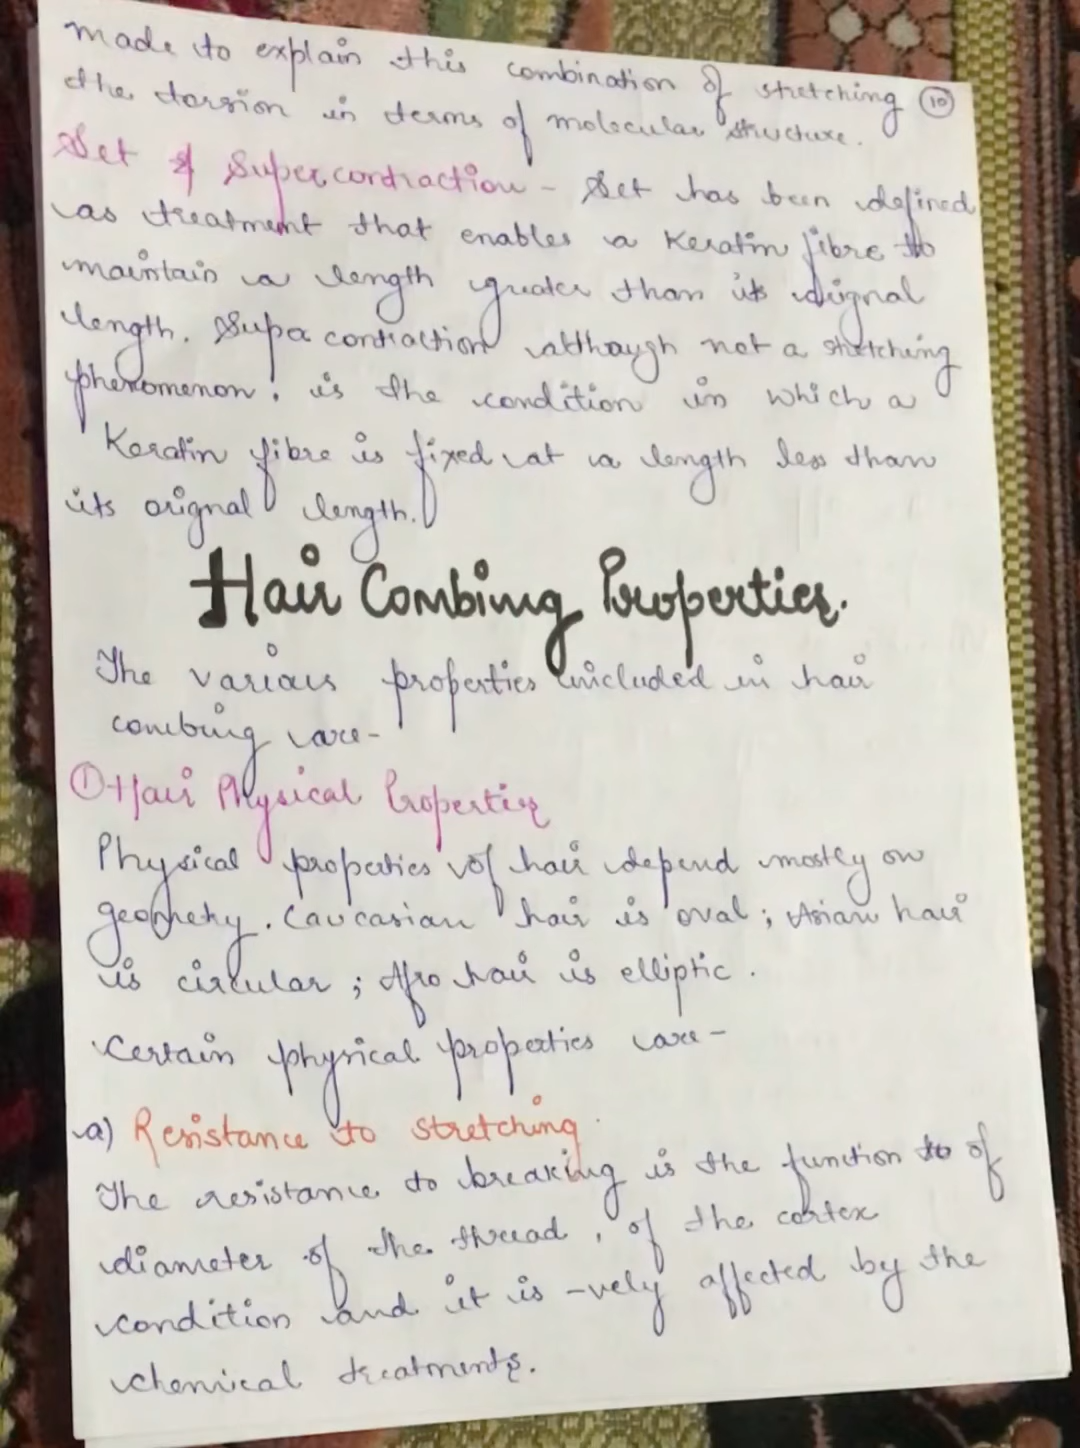 made to explain this combination of stretching 10
the torsion in terms of molecular structure.
Set & Supercontraction - Set has been defined
as treatment that enables a Keratin fibre to
maintain a length greater than its orignal
length. Supa contraction although not a stretching
phenomenon, is the condition in which a
Keratin fibre is fixed at a length less than
its orignal length.
Hair Combing Properties.
The various properties included in hair
combing are-
1 Hair Physical Properties
Physical properties of hair depend mostly on
geometry. Caucasian hair is oval; Asian hair
is circular; Afro hair is elliptic.
Certain physical properties are-
a) Resistance to stretching
The resistance to breaking is the function to of
diameter of the thread, of the cortex
condition and it is -vely affected by the
chemical treatments.